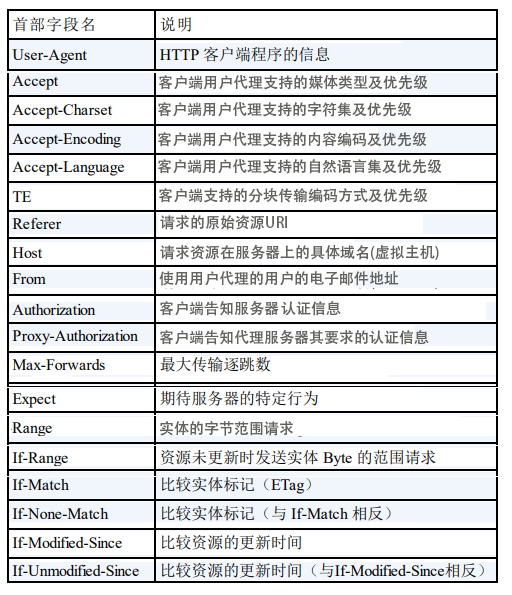 首部字段名 说明
User-Agent HTTP 客户端程序的信息
Accept 客户端用户代理支持的媒体类型及优先级
Accept-Charset 客户端用户代理支持的字符集及优先级
Accept-Encoding 客户端用户代理支持的内容编码及优先级
Accept-Language 客户端用户代理支持的自然语言集及优先级
TE 客户端支持的分块传输编码方式及优先级
Referer 请求的原始资源URI
Host 请求资源在服务器上的具体域名(虚拟主机)
From 使用用户代理的用户的电子邮件地址
Authorization 客户端告知服务器认证信息
Proxy-Authorization 客户端告知代理服务器其要求的认证信息
Max-Forwards 最大传输逐跳数
Expect 期待服务器的特定行为
Range 实体的字节范围请求
If-Range 资源未更新时发送实体 Byte 的范围请求
If-Match 比较实体标记（ETag）
If-None-Match 比较实体标记（与 If-Match 相反）
If-Modified-Since 比较资源的更新时间
If-Unmodified-Since 比较资源的更新时间（与If-Modified-Since相反）